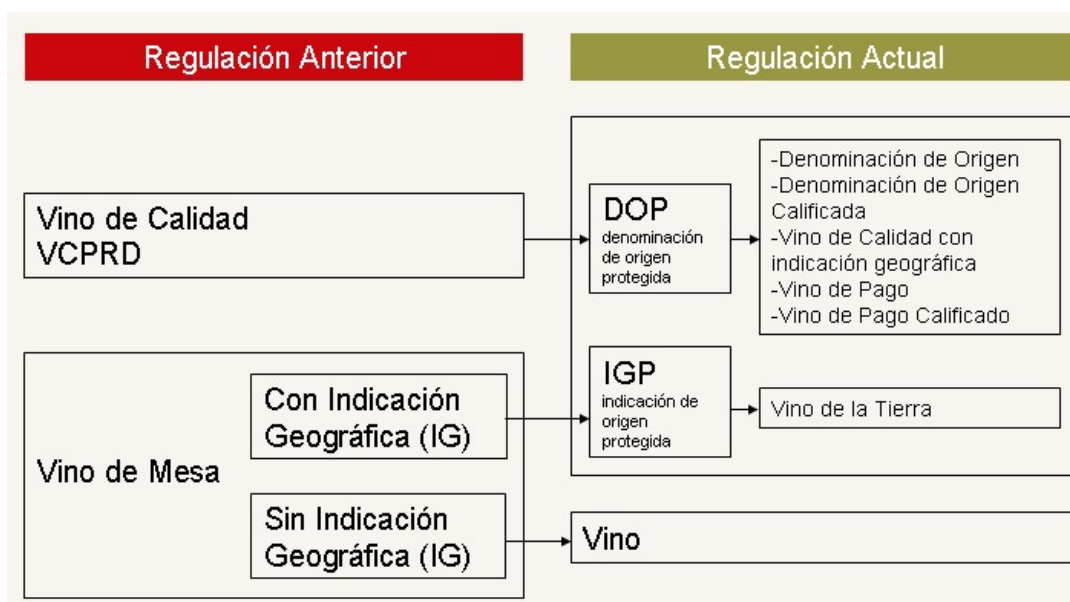 Regulación Anterior
Regulación Actual
Vino de Calidad
VCPRD
DOP
denominación
de origen
protegida
-Denominación de Origen
-Denominación de Origen
Calificada
-Vino de Calidad con
indicación geográfica
-Vino de Pago
-Vino de Pago Calificado
Vino de Mesa
Con Indicación
Geográfica (IG)
IGP
indicación de
origen
protegida
Vino de la Tierra
Sin Indicación
Geográfica (IG)
Vino